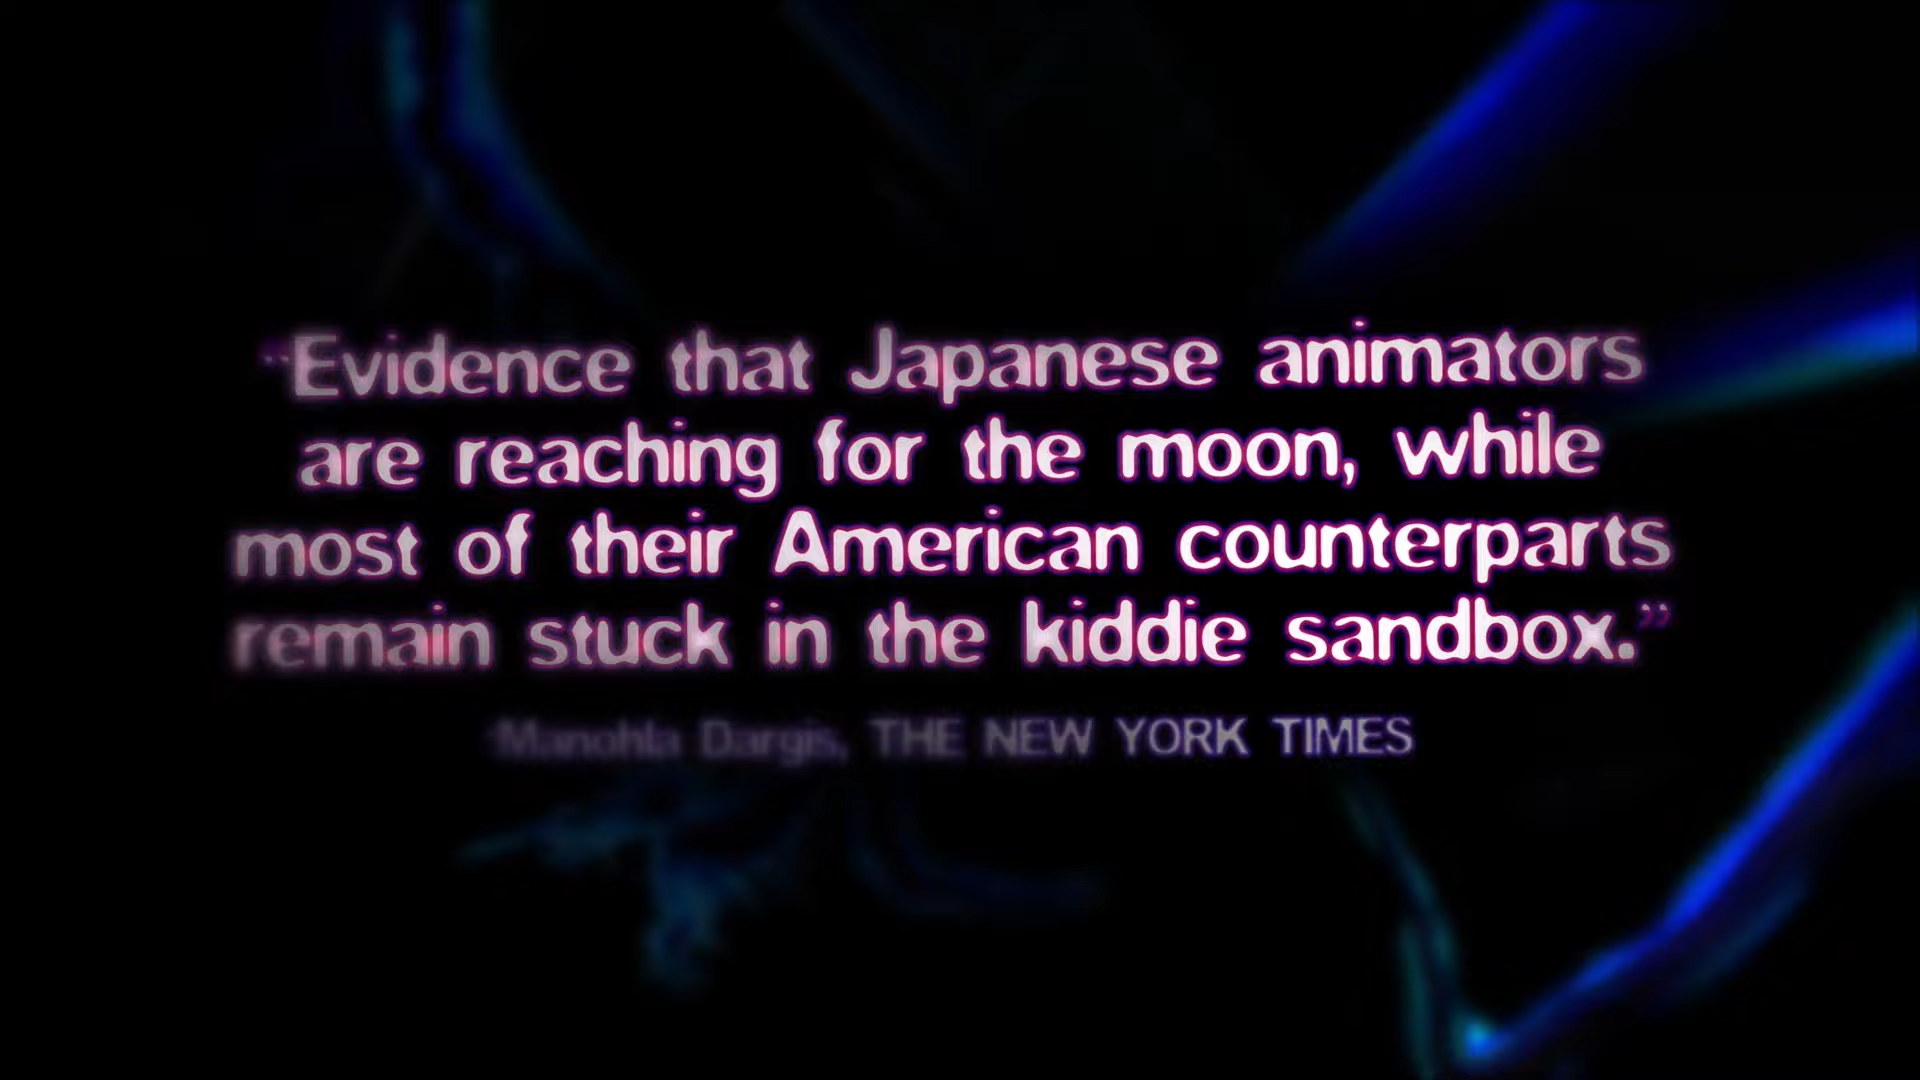 “Evidence that Japanese animators
are reaching for the moon, while
most of their American counterparts
remain stuck in the kiddie sandbox.”
-Manohla Dargis, THE NEW YORK TIMES